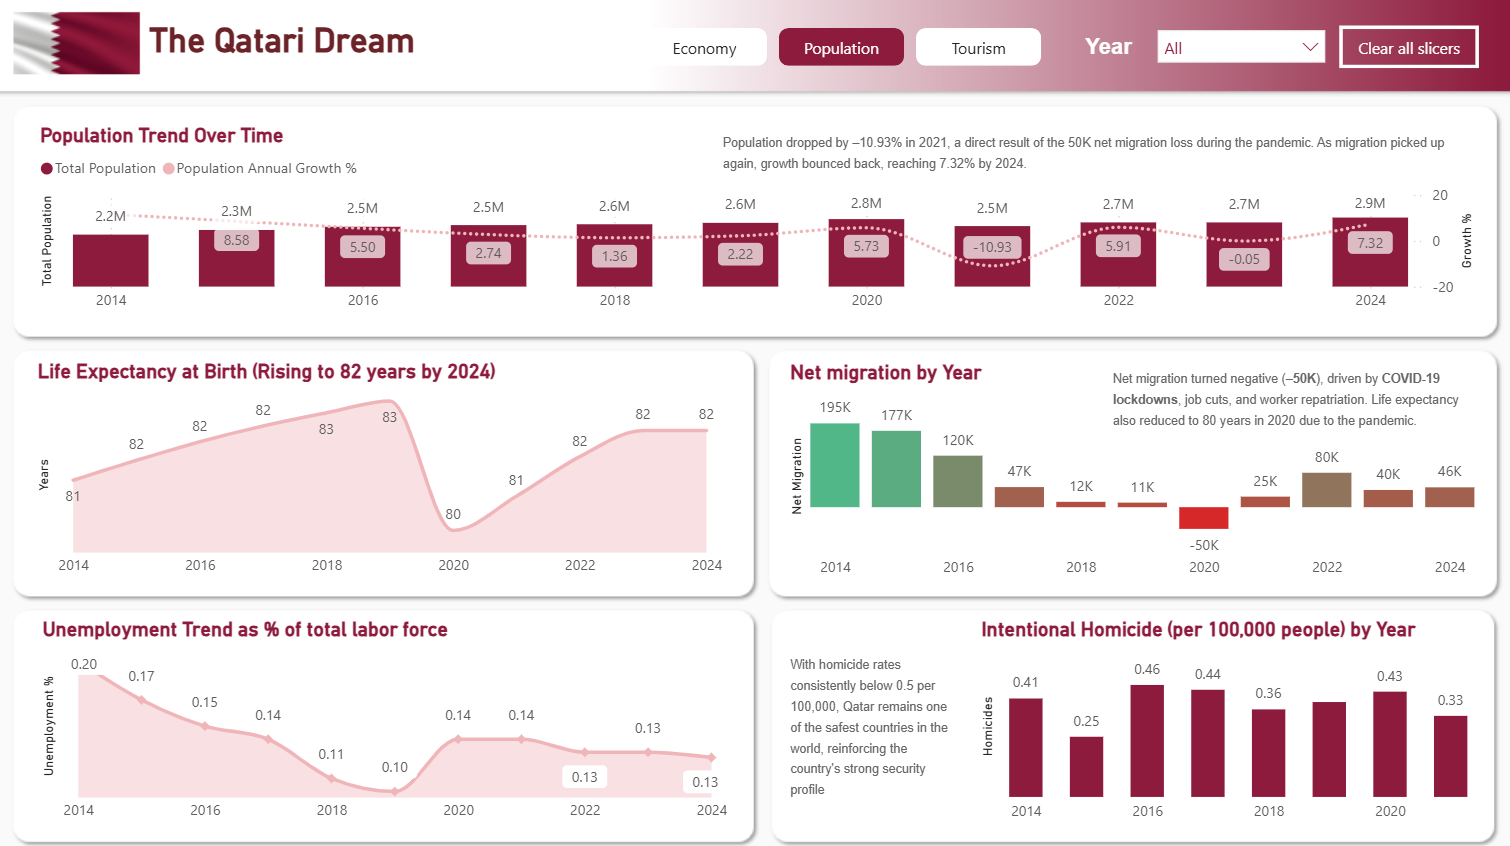 The Qatari Dream
Economy
Population
Tourism
Year
All
Clear all slicers
Population Trend Over Time
Population dropped by –10.93% in 2021, a direct result of the 50K net migration loss during the pandemic. As migration picked up
again, growth bounced back, reaching 7.32% by 2024.
Total Population Population Annual Growth %
Total Population
2.2M 2.3M 2.5M 2.5M 2.6M 2.6M 2.8M 2.5M 2.7M 2.7M 2.9M
8.58 5.50 2.74 1.36 2.22 5.73 -10.93 5.91 -0.05 7.32
20
0
-20
Growth %
2014 2016 2018 2020 2022 2024
Life Expectancy at Birth (Rising to 82 years by 2024)
Years
81 82 82 82 83 83 80 81 82 82 82
2014 2016 2018 2020 2022 2024
Net migration by Year
Net migration turned negative (–50K), driven by COVID-19
lockdowns, job cuts, and worker repatriation. Life expectancy
also reduced to 80 years in 2020 due to the pandemic.
Net Migration
195K 177K 120K 47K 12K 11K -50K 25K 80K 40K 46K
2014 2016 2018 2020 2022 2024
Unemployment Trend as % of total labor force
Unemployment %
0.20 0.17 0.15 0.14 0.11 0.10 0.14 0.14 0.13 0.13 0.13
2014 2016 2018 2020 2022 2024
Intentional Homicide (per 100,000 people) by Year
With homicide rates
consistently below 0.5 per
100,000, Qatar remains one
of the safest countries in the
world, reinforcing the
country's strong security
profile
Homicides
0.41 0.25 0.46 0.44 0.36 0.43 0.33
2014 2016 2018 2020